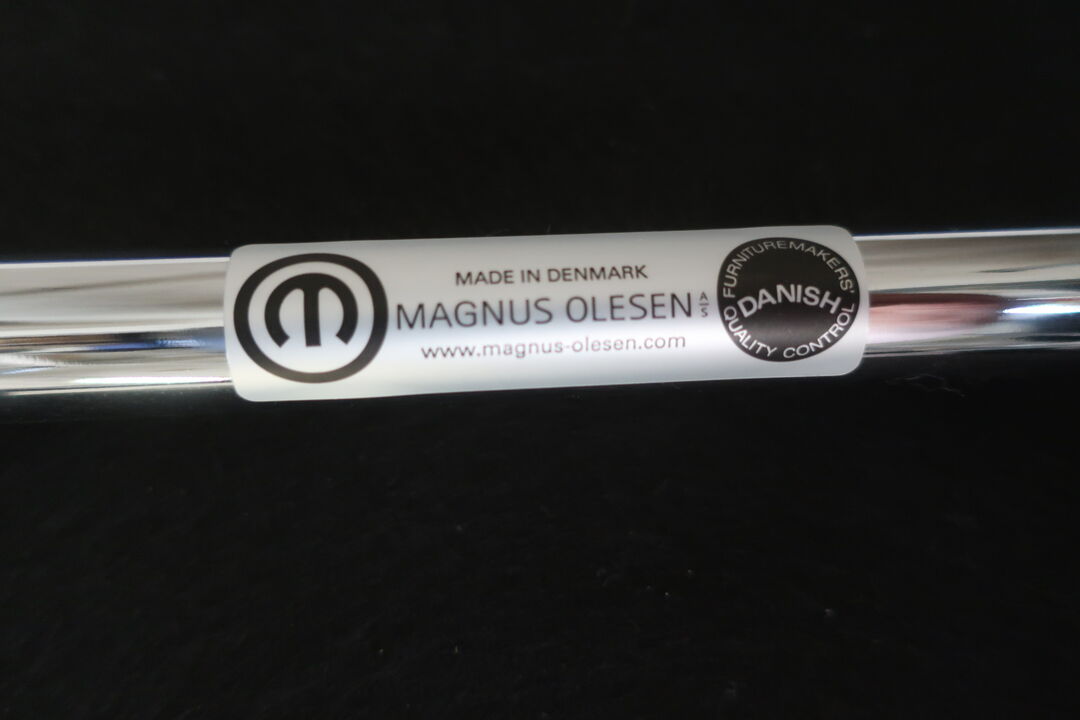 MADE IN DENMARK
MAGNUS OLESEN A/S
www.magnus-olesen.com
FURNITUREMAKERS'
DANISH
QUALITY CONTROL